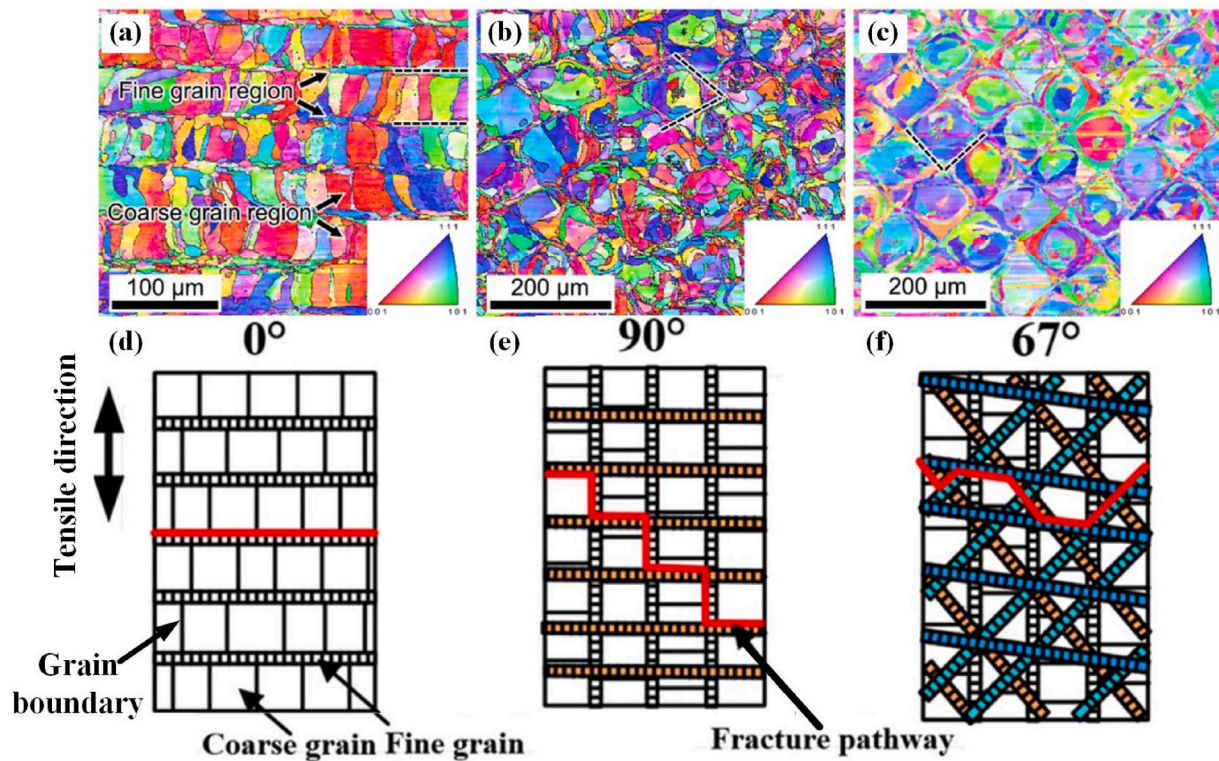 (a)
Fine grain region
Coarse grain region
111
001
101
100 μm
(b)
111
001
101
200 μm
(c)
111
001
101
200 μm
(d)
0°
(e)
90°
(f)
67°
Tensile direction
Grain
boundary
Coarse grain
Fine grain
Fracture pathway